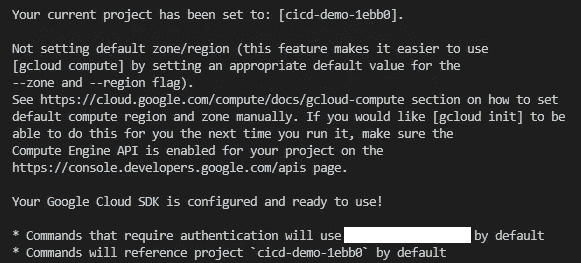 Your current project has been set to: [cicd-demo-1ebb0].
Not setting default zone/region (this feature makes it easier to use
[gcloud compute] by setting an appropriate default value for the
--zone and --region flag).
See https://cloud.google.com/compute/docs/gcloud-compute section on how to set
default compute region and zone manually. If you would like [gcloud init] to be
able to do this for you the next time you run it, make sure the
Compute Engine API is enabled for your project on the
https://console.developers.google.com/apis page.
Your Google Cloud SDK is configured and ready to use!
* Commands that require authentication will use by default
* Commands will reference project `cicd-demo-1ebb0` by default